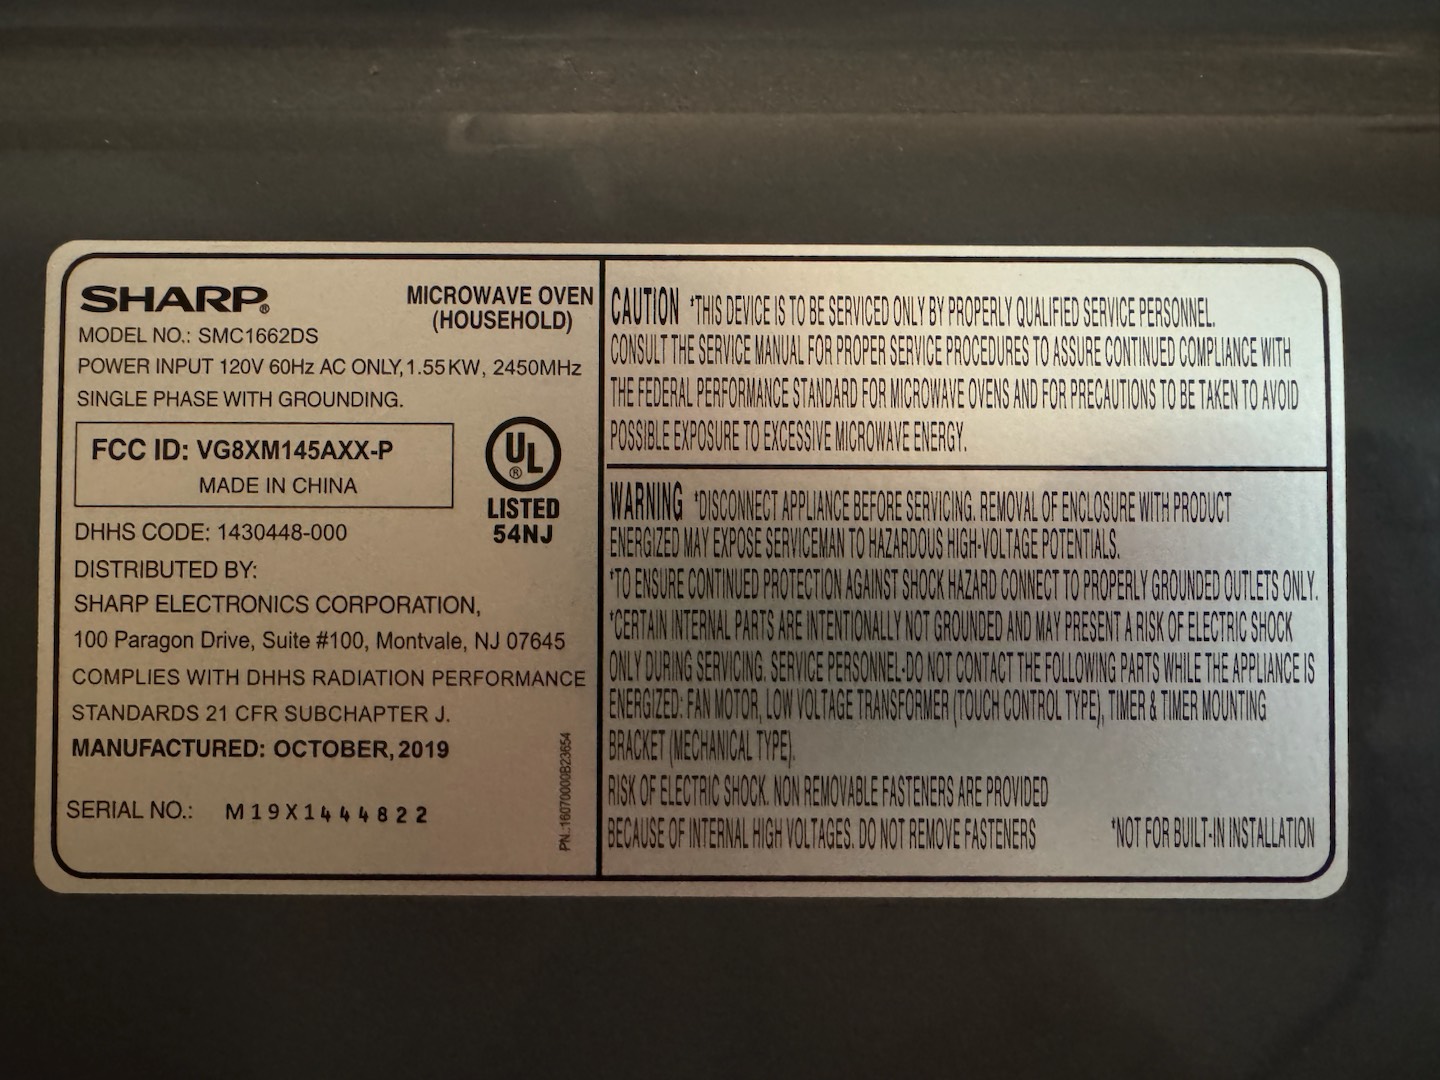 SHARP®
MICROWAVE OVEN
(HOUSEHOLD)
MODEL NO.: SMC1662DS
POWER INPUT 120V 60Hz AC ONLY,1.55KW, 2450MHz
SINGLE PHASE WITH GROUNDING.
FCC ID: VG8XM145AXX-P
MADE IN CHINA
UL®
LISTED
54NJ
DHHS CODE: 1430448-000
DISTRIBUTED BY:
SHARP ELECTRONICS CORPORATION,
100 Paragon Drive, Suite #100, Montvale, NJ 07645
COMPLIES WITH DHHS RADIATION PERFORMANCE
STANDARDS 21 CFR SUBCHAPTER J.
MANUFACTURED: OCTOBER, 2019
SERIAL NO.: M19X1444822
PN.:16070000B23654
CAUTION *THIS DEVICE IS TO BE SERVICED ONLY BY PROPERLY QUALIFIED SERVICE PERSONNEL.
CONSULT THE SERVICE MANUAL FOR PROPER SERVICE PROCEDURES TO ASSURE CONTINUED COMPLIANCE WITH
THE FEDERAL PERFORMANCE STANDARD FOR MICROWAVE OVENS AND FOR PRECAUTIONS TO BE TAKEN TO AVOID
POSSIBLE EXPOSURE TO EXCESSIVE MICROWAVE ENERGY.
WARNING *DISCONNECT APPLIANCE BEFORE SERVICING. REMOVAL OF ENCLOSURE WITH PRODUCT
ENERGIZED MAY EXPOSE SERVICEMAN TO HAZARDOUS HIGH-VOLTAGE POTENTIALS.
*TO ENSURE CONTINUED PROTECTION AGAINST SHOCK HAZARD CONNECT TO PROPERLY GROUNDED OUTLETS ONLY.
*CERTAIN INTERNAL PARTS ARE INTENTIONALLY NOT GROUNDED AND MAY PRESENT A RISK OF ELECTRIC SHOCK
ONLY DURING SERVICING. SERVICE PERSONNEL-DO NOT CONTACT THE FOLLOWING PARTS WHILE THE APPLIANCE IS
ENERGIZED: FAN MOTOR, LOW VOLTAGE TRANSFORMER (TOUCH CONTROL TYPE), TIMER & TIMER MOUNTING
BRACKET (MECHANICAL TYPE).
RISK OF ELECTRIC SHOCK. NON REMOVABLE FASTENERS ARE PROVIDED
BECAUSE OF INTERNAL HIGH VOLTAGES. DO NOT REMOVE FASTENERS
*NOT FOR BUILT-IN INSTALLATION